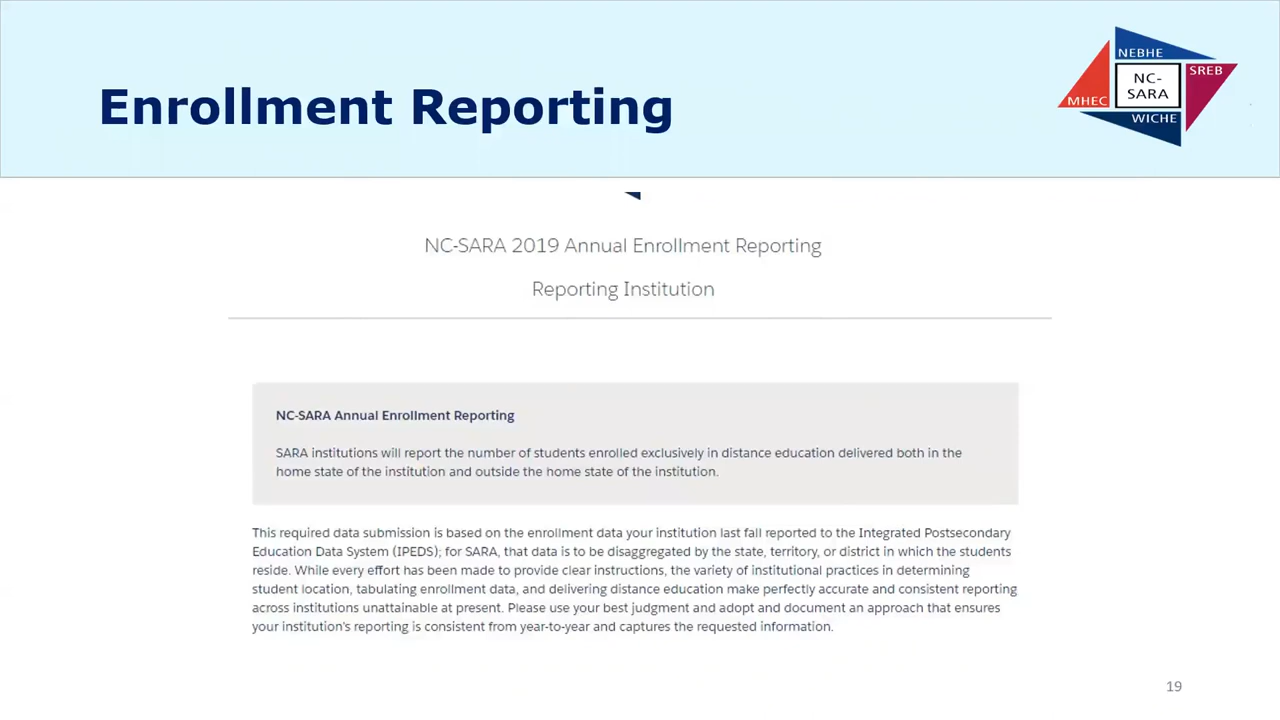 Enrollment Reporting
NEBHE
SREB
NC-
SARA
MHEC
WICHE
NC-SARA 2019 Annual Enrollment Reporting
Reporting Institution
NC-SARA Annual Enrollment Reporting
SARA institutions will report the number of students enrolled exclusively in distance education delivered both in the
home state of the institution and outside the home state of the institution.
This required data submission is based on the enrollment data your institution last fall reported to the Integrated Postsecondary
Education Data System (IPEDS); for SARA, that data is to be disaggregated by the state, territory, or district in which the students
reside. While every effort has been made to provide clear instructions, the variety of institutional practices in determining
student location, tabulating enrollment data, and delivering distance education make perfectly accurate and consistent reporting
across institutions unattainable at present. Please use your best judgment and adopt and document an approach that ensures
your institution's reporting is consistent from year-to-year and captures the requested information.
19